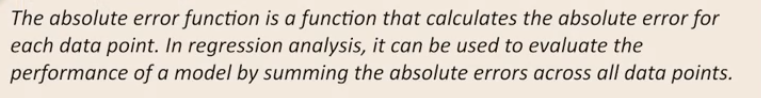 The absolute error function is a function that calculates the absolute error for
each data point. In regression analysis, it can be used to evaluate the
performance of a model by summing the absolute errors across all data points.